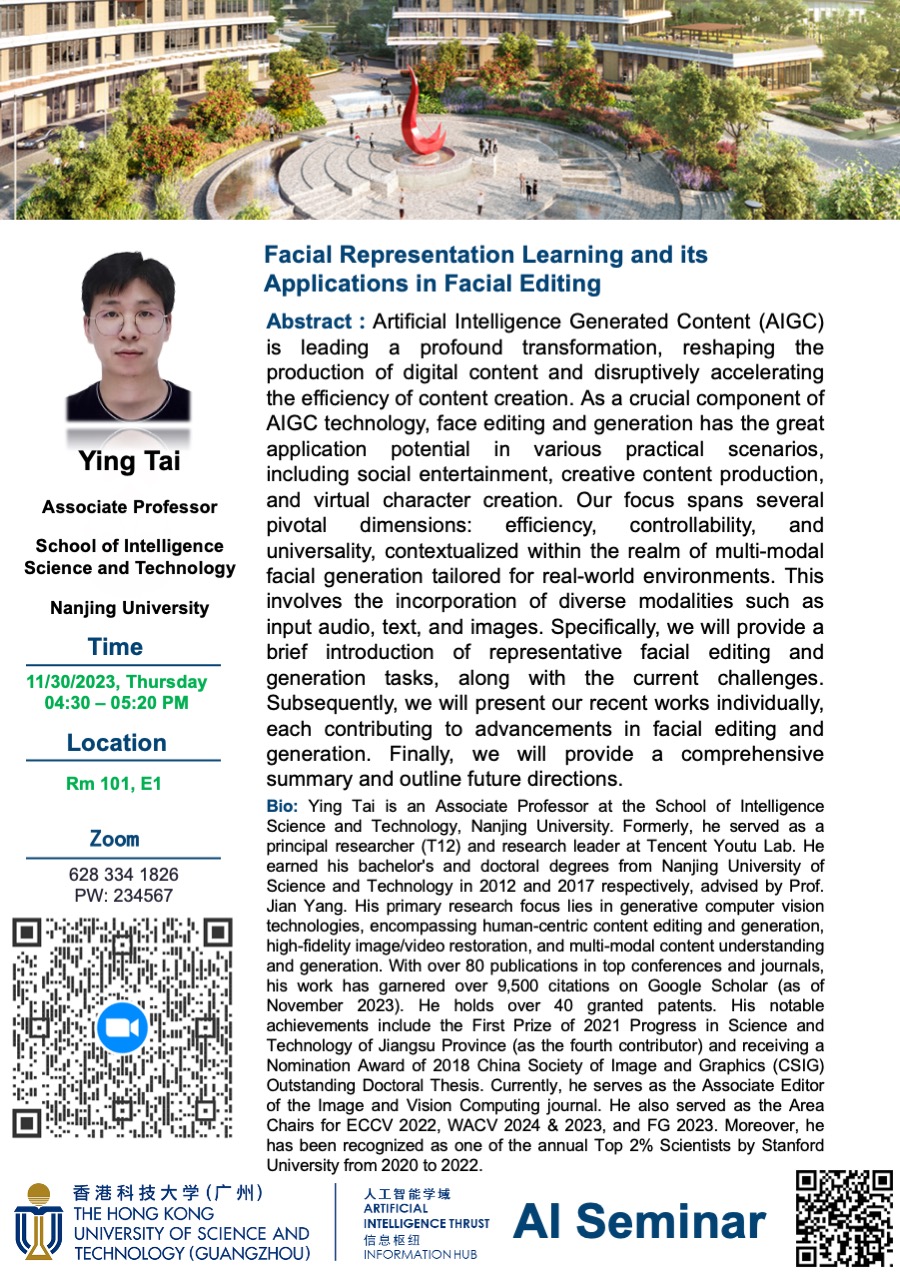 Facial Representation Learning and its
Applications in Facial Editing
Abstract : Artificial Intelligence Generated Content (AIGC)
is leading a profound transformation, reshaping the
production of digital content and disruptively accelerating
the efficiency of content creation. As a crucial component of
AIGC technology, face editing and generation has the great
application potential in various practical scenarios,
including social entertainment, creative content production,
and virtual character creation. Our focus spans several
pivotal dimensions: efficiency, controllability, and
universality, contextualized within the realm of multi-modal
facial generation tailored for real-world environments. This
involves the incorporation of diverse modalities such as
input audio, text, and images. Specifically, we will provide a
brief introduction of representative facial editing and
generation tasks, along with the current challenges.
Subsequently, we will present our recent works individually,
each contributing to advancements in facial editing and
generation. Finally, we will provide a comprehensive
summary and outline future directions.
Bio: Ying Tai is an Associate Professor at the School of Intelligence
Science and Technology, Nanjing University. Formerly, he served as a
principal researcher (T12) and research leader at Tencent Youtu Lab. He
earned his bachelor's and doctoral degrees from Nanjing University of
Science and Technology in 2012 and 2017 respectively, advised by Prof.
Jian Yang. His primary research focus lies in generative computer vision
technologies, encompassing human-centric content editing and generation,
high-fidelity image/video restoration, and multi-modal content understanding
and generation. With over 80 publications in top conferences and journals,
his work has garnered over 9,500 citations on Google Scholar (as of
November 2023). He holds over 40 granted patents. His notable
achievements include the First Prize of 2021 Progress in Science and
Technology of Jiangsu Province (as the fourth contributor) and receiving a
Nomination Award of 2018 China Society of Image and Graphics (CSIG)
Outstanding Doctoral Thesis. Currently, he serves as the Associate Editor
of the Image and Vision Computing journal. He also served as the Area
Chairs for ECCV 2022, WACV 2024 & 2023, and FG 2023. Moreover, he
has been recognized as one of the annual Top 2% Scientists by Stanford
University from 2020 to 2022.
Ying Tai
Associate Professor
School of Intelligence
Science and Technology
Nanjing University
Time
11/30/2023, Thursday
04:30 – 05:20 PM
Location
Rm 101, E1
Zoom
628 334 1826
PW: 234567
香港科技大学(广州)
THE HONG KONG
UNIVERSITY OF SCIENCE AND
TECHNOLOGY (GUANGZHOU)
人工智能学域
ARTIFICIAL
INTELLIGENCE THRUST
信息枢纽
INFORMATION HUB
AI Seminar